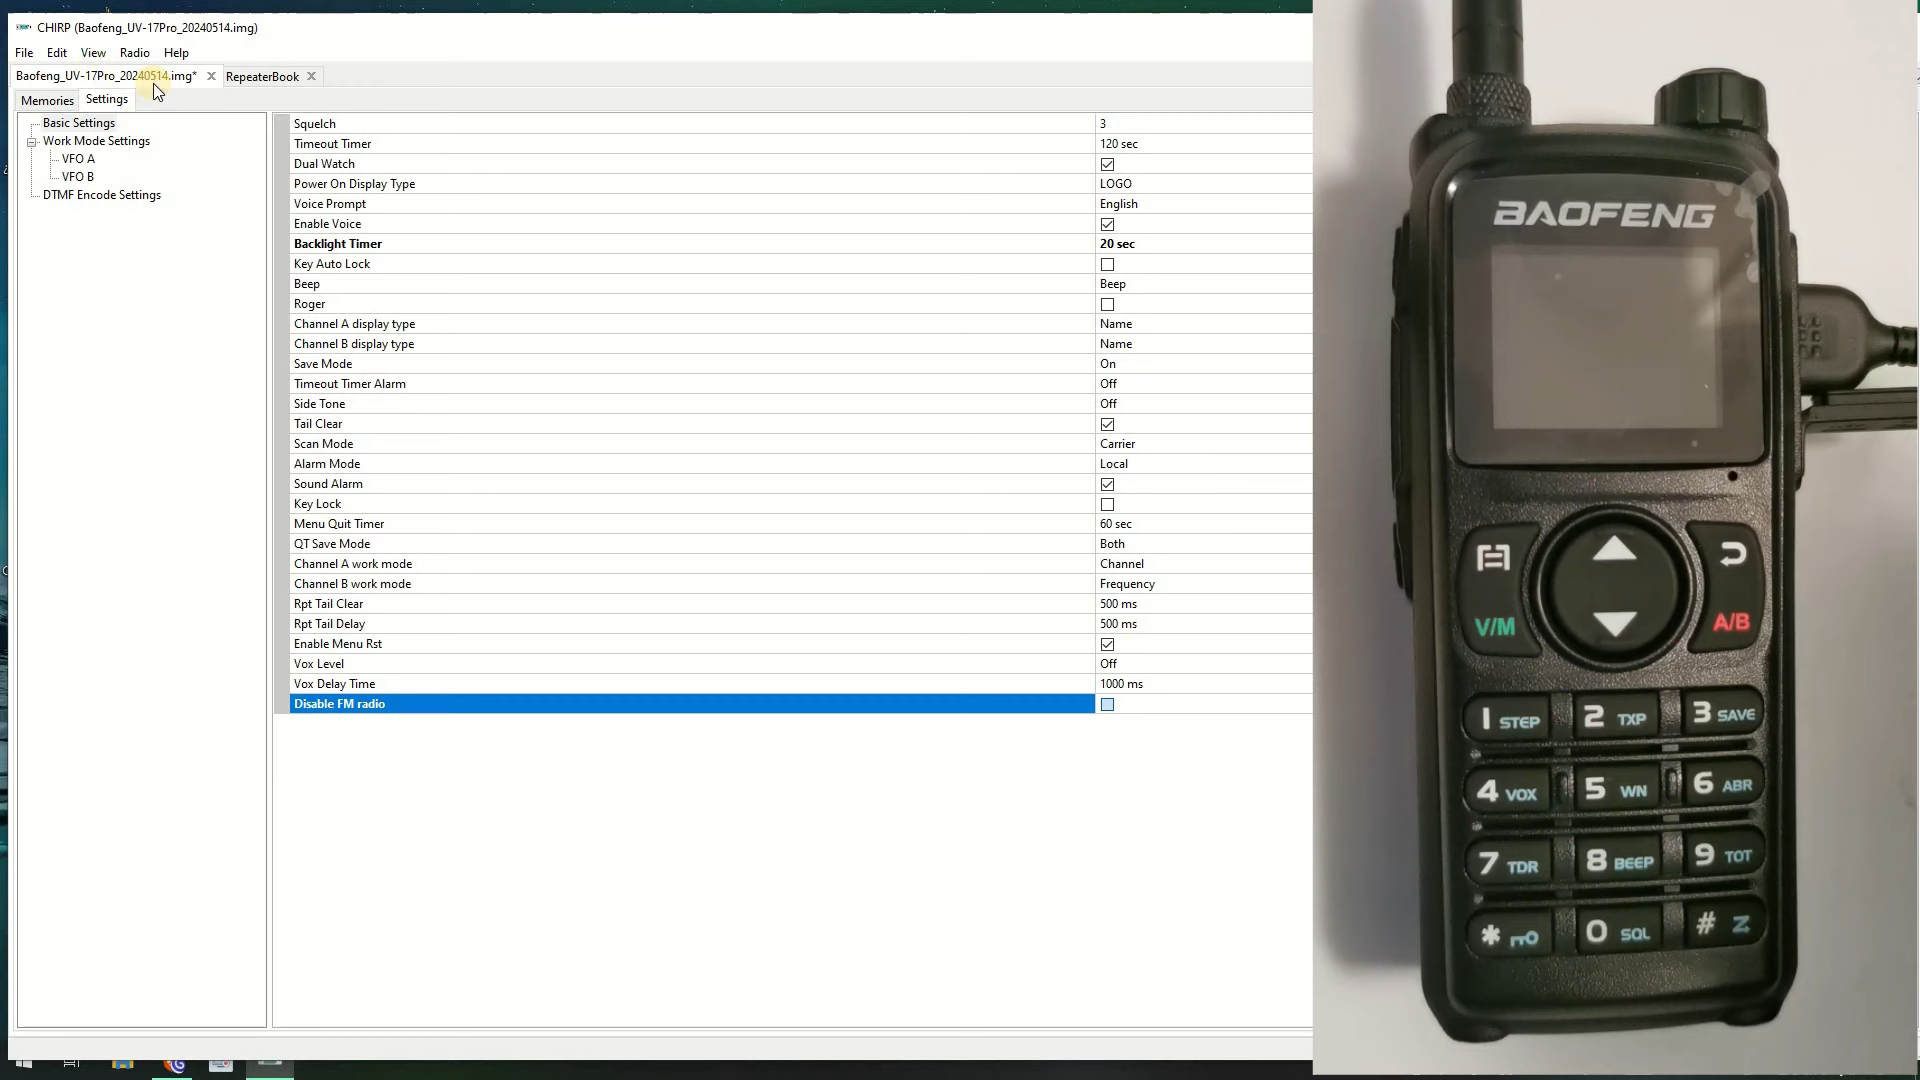 CHIRP (Baofeng_UV-17Pro_20240514.img)
File Edit View Radio Help
Baofeng_UV-17Pro_20240514.img* RepeaterBook
Memories Settings
Basic Settings
Work Mode Settings
VFO A
VFO B
DTMF Encode Settings
Squelch 3
Timeout Timer 120 sec
Dual Watch
Power On Display Type LOGO
Voice Prompt English
Enable Voice
Backlight Timer 20 sec
Key Auto Lock
Beep Beep
Roger
Channel A display type Name
Channel B display type Name
Save Mode On
Timeout Timer Alarm Off
Side Tone Off
Tail Clear
Scan Mode Carrier
Alarm Mode Local
Sound Alarm
Key Lock
Menu Quit Timer 60 sec
QT Save Mode Both
Channel A work mode Channel
Channel B work mode Frequency
Rpt Tail Clear 500 ms
Rpt Tail Delay 500 ms
Enable Menu Rst
Vox Level Off
Vox Delay Time 1000 ms
Disable FM radio
BAOFENG
V/M A/B
1 STEP 2 TXP 3 SAVE
4 VOX 5 WN 6 ABR
7 TDR 8 BEEP 9 TOT
* 0 SQL #